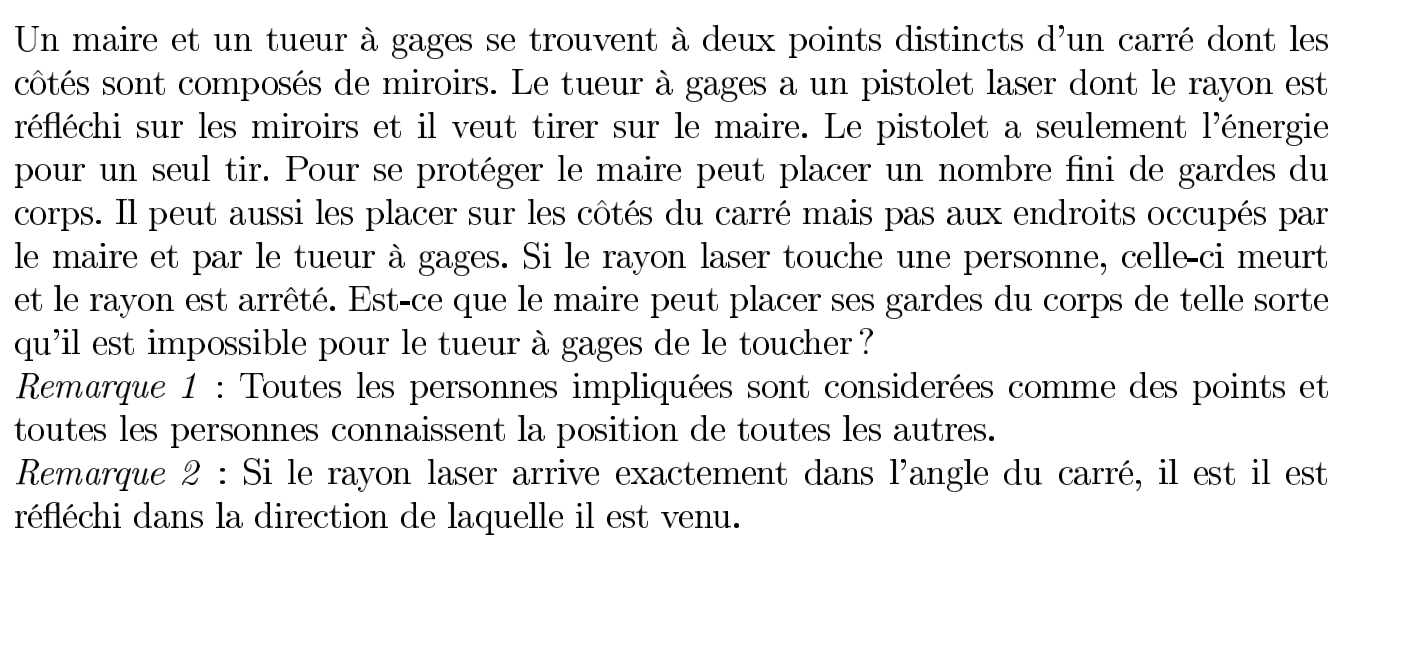 Un maire et un tueur à gages se trouvent à deux points distincts d'un carré dont les
côtés sont composés de miroirs. Le tueur à gages a un pistolet laser dont le rayon est
réfléchi sur les miroirs et il veut tirer sur le maire. Le pistolet a seulement l'énergie
pour un seul tir. Pour se protéger le maire peut placer un nombre fini de gardes du
corps. Il peut aussi les placer sur les côtés du carré mais pas aux endroits occupés par
le maire et par le tueur à gages. Si le rayon laser touche une personne, celle-ci meurt
et le rayon est arrêté. Est-ce que le maire peut placer ses gardes du corps de telle sorte
qu'il est impossible pour le tueur à gages de le toucher ?
Remarque 1 : Toutes les personnes impliquées sont considerées comme des points et
toutes les personnes connaissent la position de toutes les autres.
Remarque 2 : Si le rayon laser arrive exactement dans l'angle du carré, il est il est
réfléchi dans la direction de laquelle il est venu.